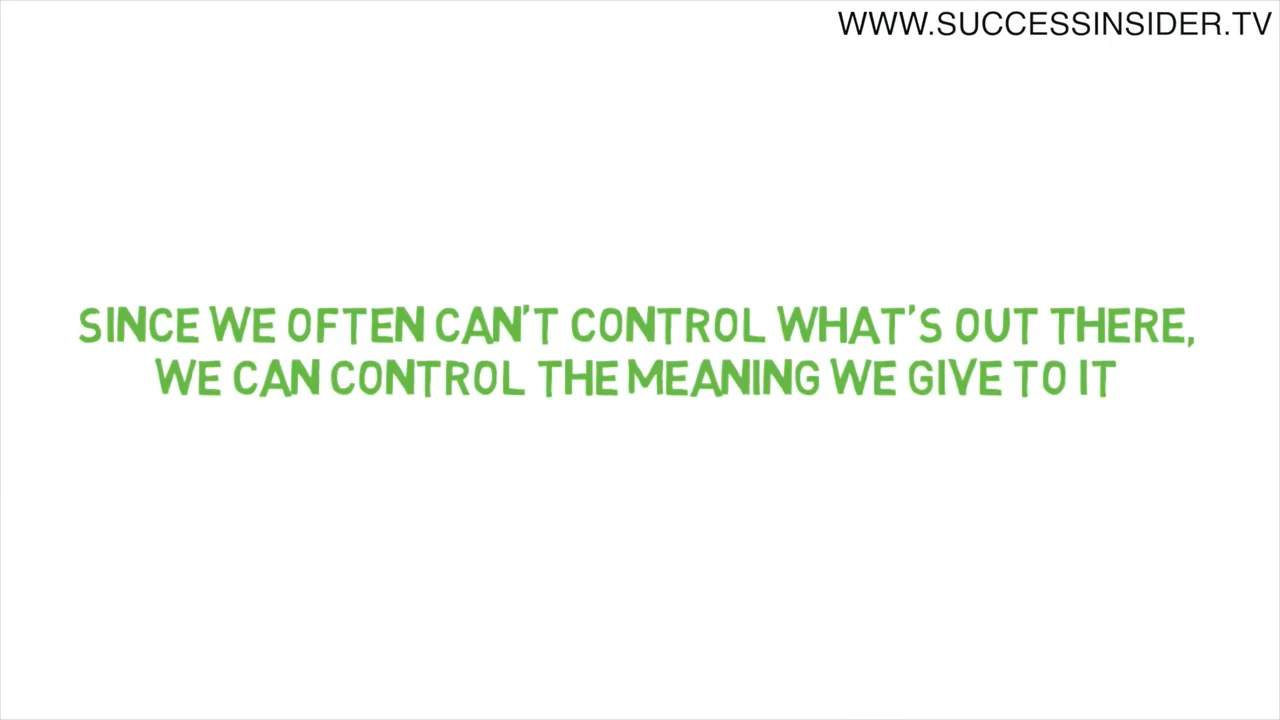 WWW.SUCCESSINSIDER.TV
SINCE WE OFTEN CAN'T CONTROL WHAT'S OUT THERE,
WE CAN CONTROL THE MEANING WE GIVE TO IT